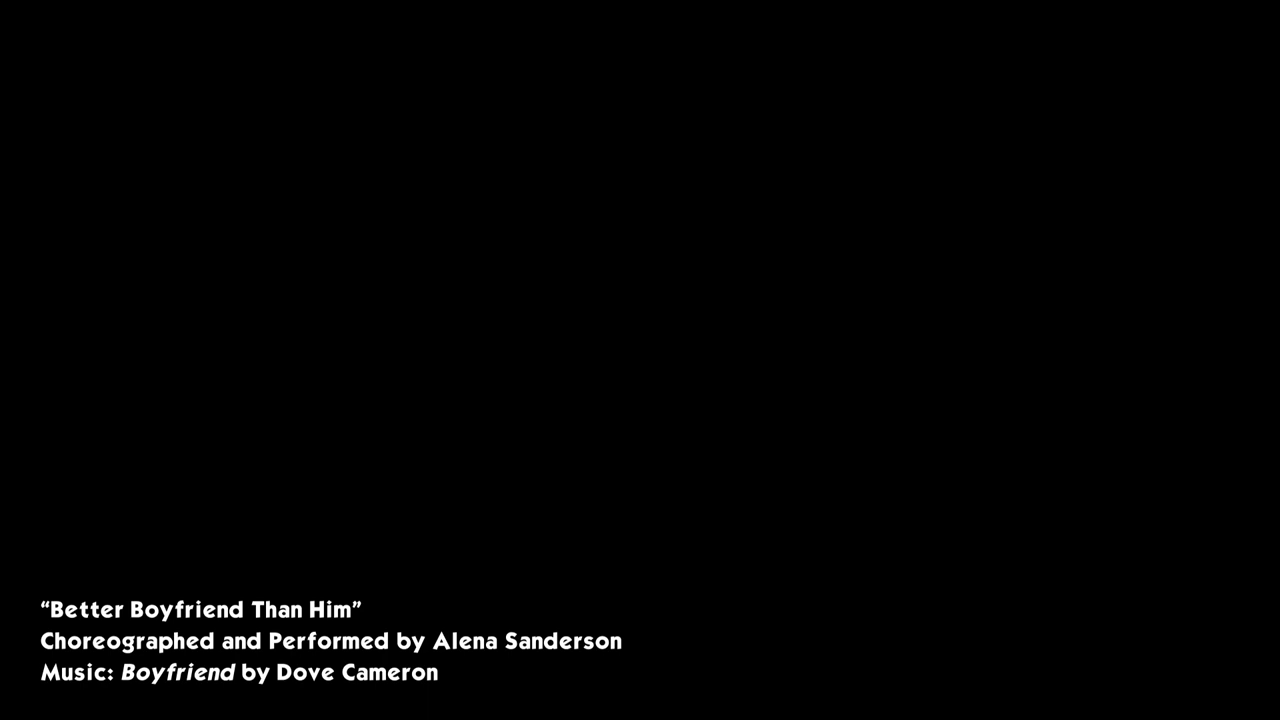 “Better Boyfriend Than Him”
Choreographed and Performed by Alena Sanderson
Music: Boyfriend by Dove Cameron